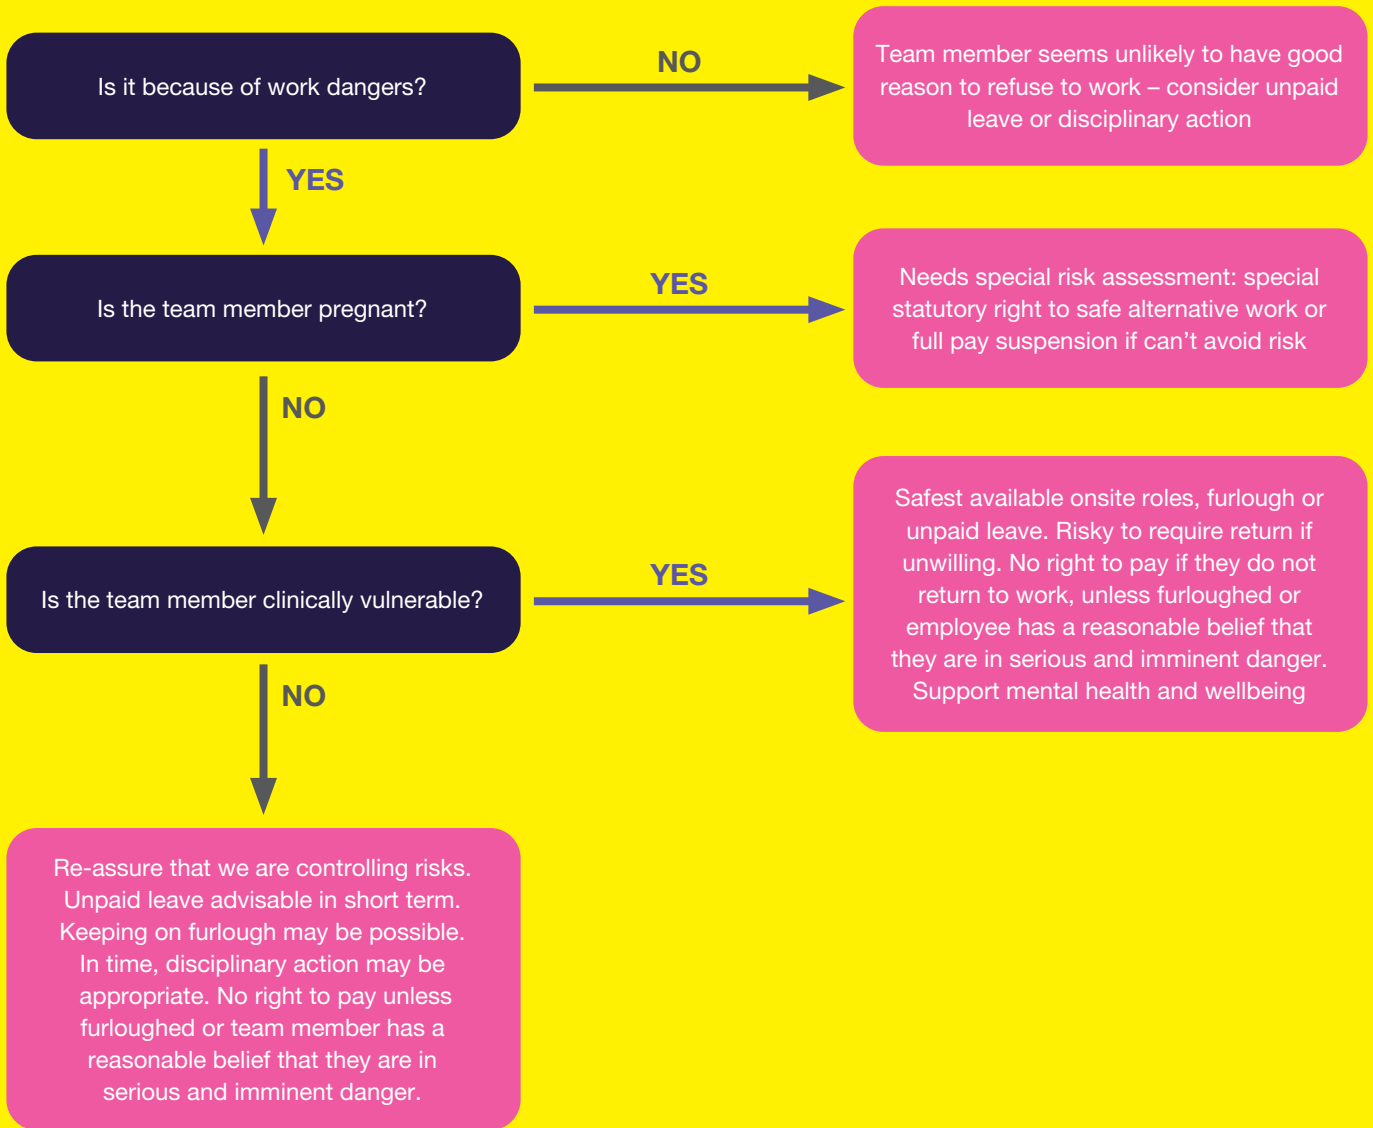 Is it because of work dangers?
NO
Team member seems unlikely to have good
reason to refuse to work – consider unpaid
leave or disciplinary action
YES
Is the team member pregnant?
YES
Needs special risk assessment: special
statutory right to safe alternative work or
full pay suspension if can’t avoid risk
NO
Is the team member clinically vulnerable?
YES
Safest available onsite roles, furlough or
unpaid leave. Risky to require return if
unwilling. No right to pay if they do not
return to work, unless furloughed or
employee has a reasonable belief that
they are in serious and imminent danger.
Support mental health and wellbeing
NO
Re-assure that we are controlling risks.
Unpaid leave advisable in short term.
Keeping on furlough may be possible.
In time, disciplinary action may be
appropriate. No right to pay unless
furloughed or team member has a
reasonable belief that they are in
serious and imminent danger.